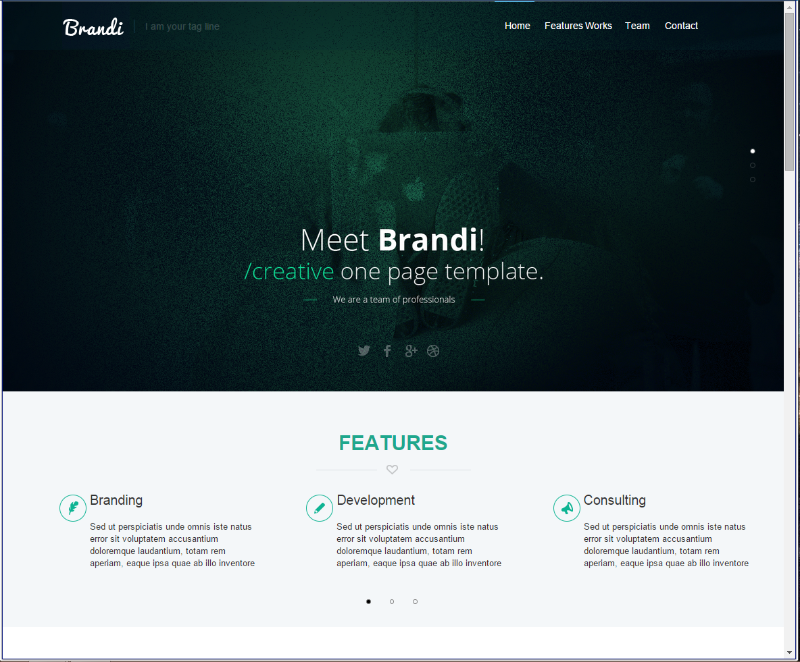 Brandi
I am your tag line
Home Features Works Team Contact
Meet Brandi!
/creative one page template.
We are a team of professionals
FEATURES
Branding
Sed ut perspiciatis unde omnis iste natus
error sit voluptatem accusantium
doloremque laudantium, totam rem
aperiam, eaque ipsa quae ab illo inventore
Development
Sed ut perspiciatis unde omnis iste natus
error sit voluptatem accusantium
doloremque laudantium, totam rem
aperiam, eaque ipsa quae ab illo inventore
Consulting
Sed ut perspiciatis unde omnis iste natus
error sit voluptatem accusantium
doloremque laudantium, totam rem
aperiam, eaque ipsa quae ab illo inventore